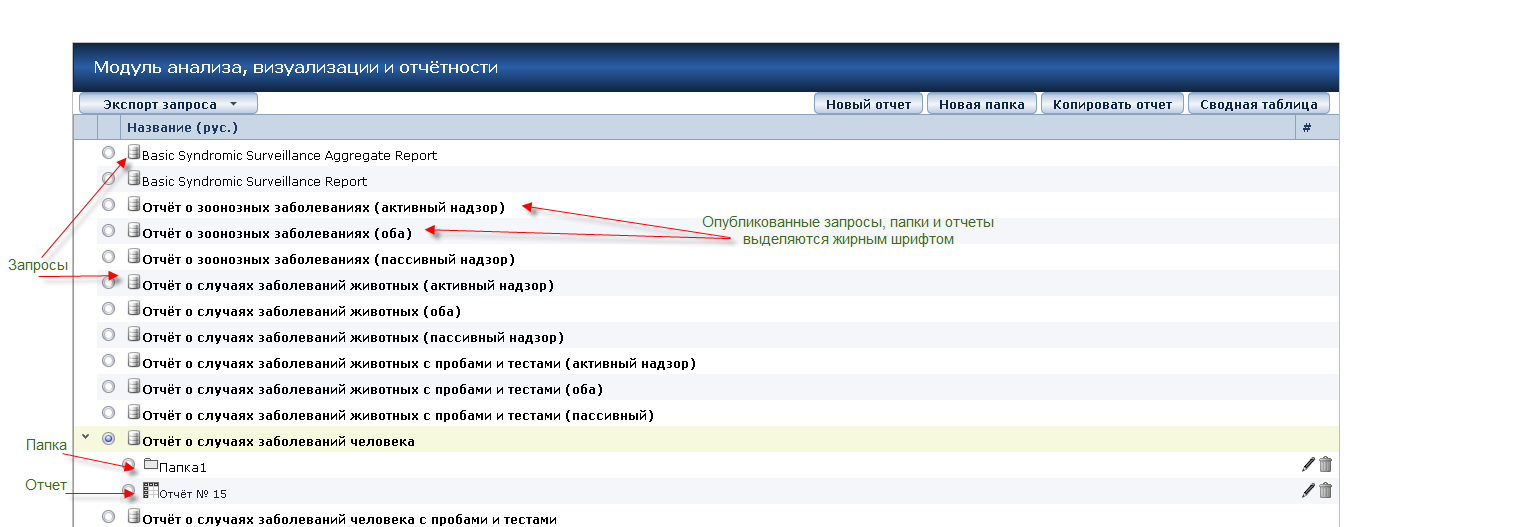 Модуль анализа, визуализации и отчётности
Экспорт запроса
Новый отчет
Новая папка
Копировать отчет
Сводная таблица
Название (рус.)
#
Basic Syndromic Surveillance Aggregate Report
Basic Syndromic Surveillance Report
Отчёт о зоонозных заболеваниях (активный надзор)
Отчёт о зоонозных заболеваниях (оба)
Отчёт о зоонозных заболеваниях (пассивный надзор)
Отчёт о случаях заболеваний животных (активный надзор)
Отчёт о случаях заболеваний животных (оба)
Отчёт о случаях заболеваний животных (пассивный надзор)
Отчёт о случаях заболеваний животных с пробами и тестами (активный надзор)
Отчёт о случаях заболеваний животных с пробами и тестами (оба)
Отчёт о случаях заболеваний животных с пробами и тестами (пассивный)
Отчёт о случаях заболеваний человека
Папка1
Отчёт № 15
Отчёт о случаях заболеваний человека с пробами и тестами
Запросы
Опубликованные запросы, папки и отчеты
выделяются жирным шрифтом
Папка
Отчет